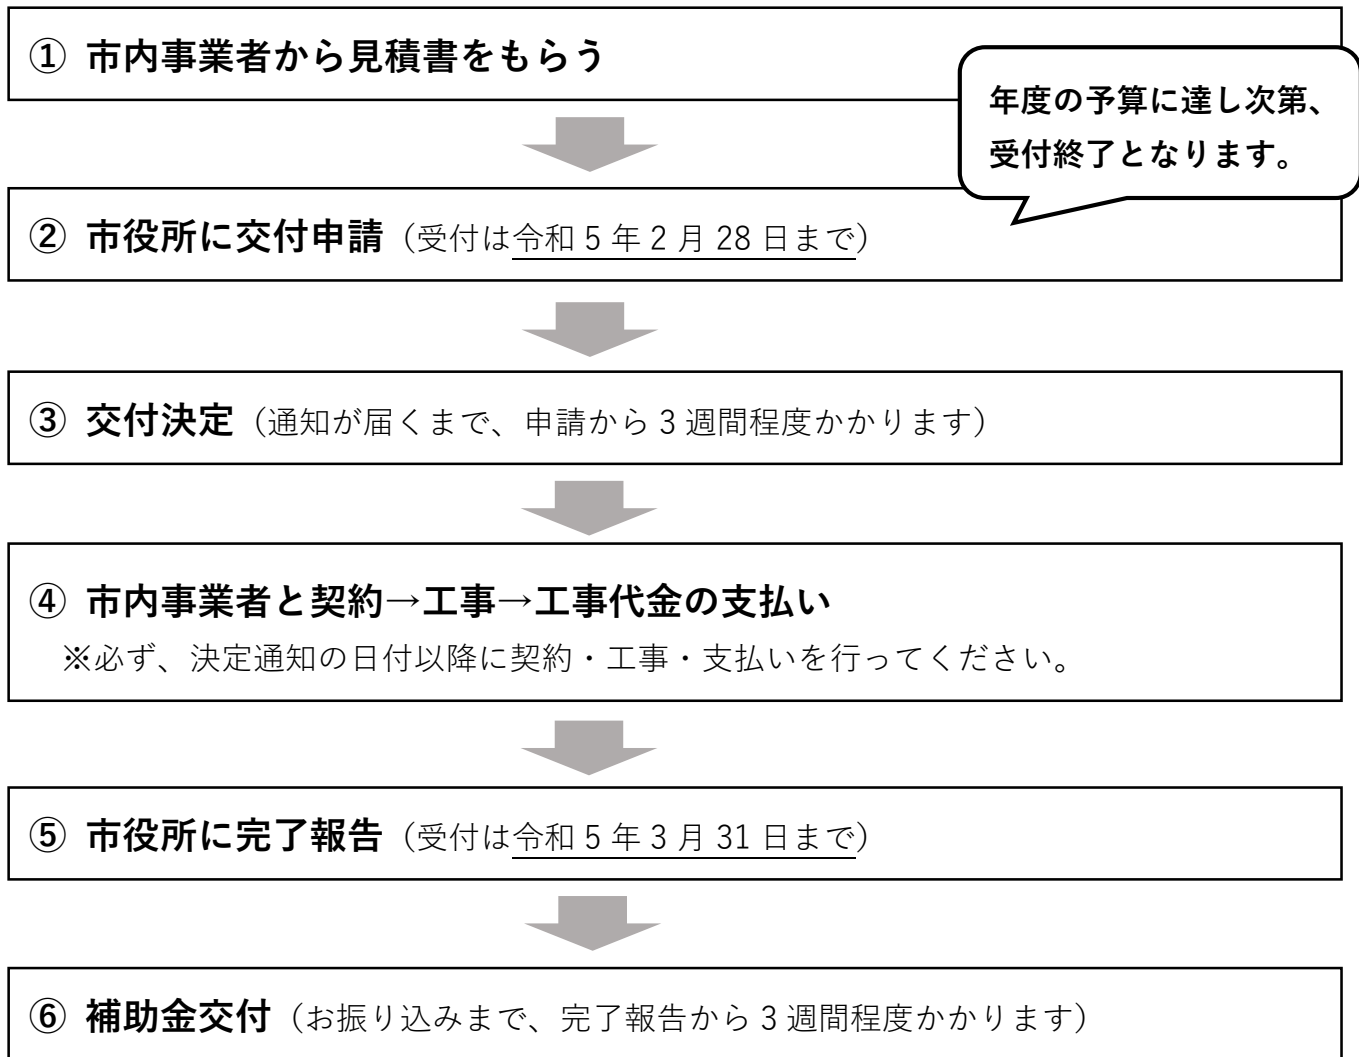 ① 市内事業者から見積書をもらう
年度の予算に達し次第、
受付終了となります。
② 市役所に交付申請（受付は令和 5 年 2 月 28 日まで）
③ 交付決定（通知が届くまで、申請から 3 週間程度かかります）
④ 市内事業者と契約→工事→工事代金の支払い
※必ず、決定通知の日付以降に契約・工事・支払いを行ってください。
⑤ 市役所に完了報告（受付は令和 5 年 3 月 31 日まで）
⑥ 補助金交付（お振り込みまで、完了報告から 3 週間程度かかります）